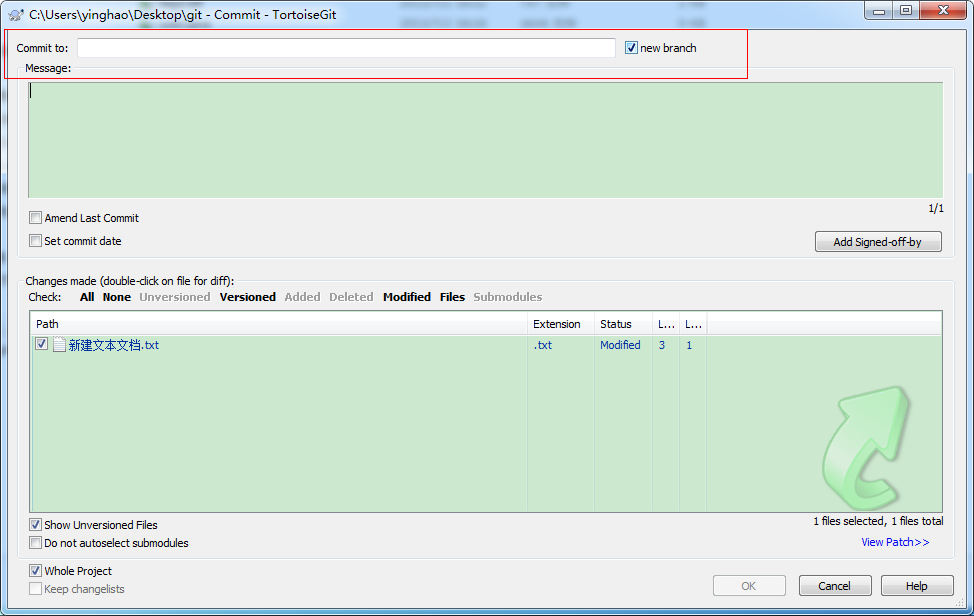 C:\Users\yinghao\Desktop\git - Commit - TortoiseGit
Commit to: new branch
Message:
1/1
Amend Last Commit
Set commit date
Add Signed-off-by
Changes made (double-click on file for diff):
Check: All None Unversioned Versioned Added Deleted Modified Files Submodules
Path Extension Status L... L...
新建文本文档.txt .txt Modified 3 1
Show Unversioned Files
1 files selected, 1 files total
Do not autoselect submodules
View Patch>>
Whole Project
Keep changelists
OK Cancel Help